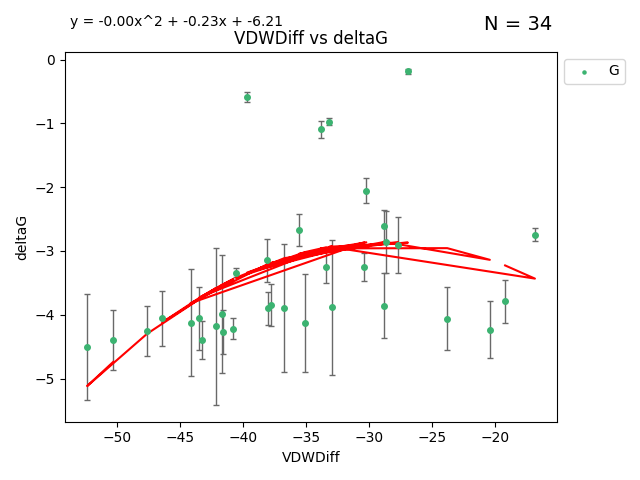 y = -0.00x^2 + -0.23x + -6.21
N = 34
VDWDiff vs deltaG
G
0
−1
−2
−3
−4
−5
deltaG
−50
−45
−40
−35
−30
−25
−20
VDWDiff